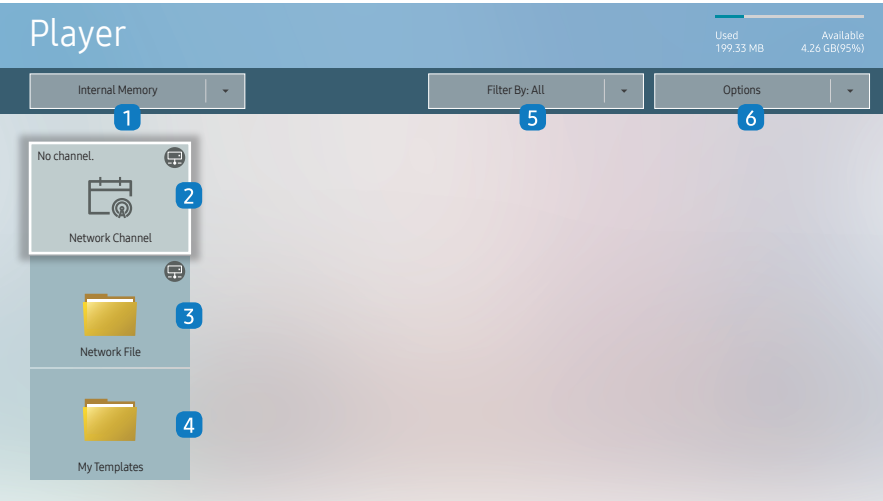 Player
Used Available
199.33 MB 4.26 GB(95%)
Internal Memory
Filter By: All
Options
1
5
6
No channel.
2
Network Channel
3
Network File
4
My Templates